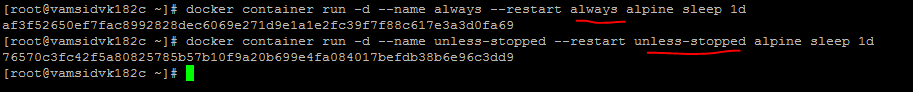 [root@vamsidvk182c ~]# docker container run -d --name always --restart always alpine sleep 1d
af3f52650ef7fac8992828dec6069e271d9e1a1e2fc39f7f88c617e3a3d0fa69
[root@vamsidvk182c ~]# docker container run -d --name unless-stopped --restart unless-stopped alpine sleep 1d
76570c3fc42f5a80825785b57b10f9a20b699e4fa084017befdb38b6e96c3dd9
[root@vamsidvk182c ~]#